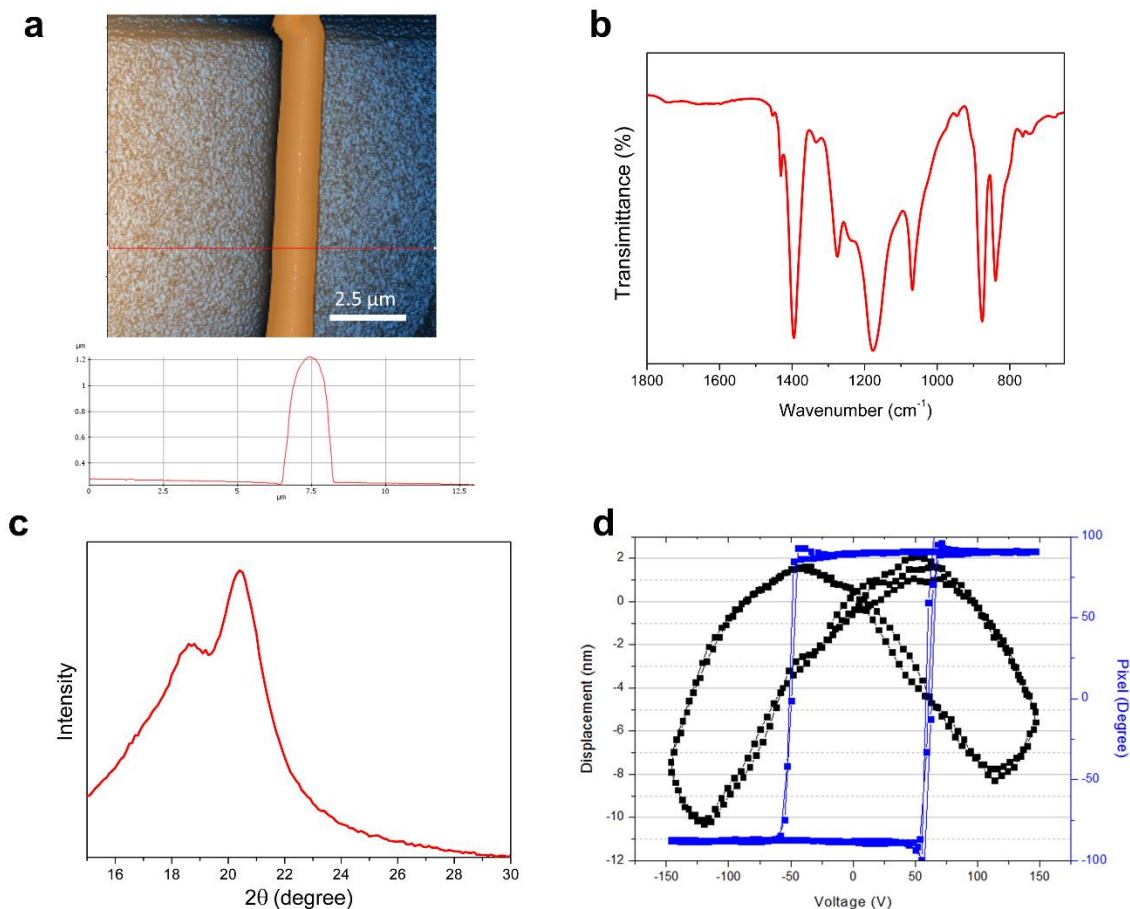 a
2.5 μm
μm
1.2
1
0.8
0.6
0.4
0 2.5 5 7.5 10 12.5
μm
b
Transimittance (%)
1800 1600 1400 1200 1000 800
Wavenumber (cm⁻¹)
c
Intensity
16 18 20 22 24 26 28 30
2θ (degree)
d
Displacement (nm)
2
0
-2
-4
-6
-8
-10
-12
-150 -100 -50 0 50 100 150
Voltage (V)
100
50
0
-50
-100
Pixel (Degree)